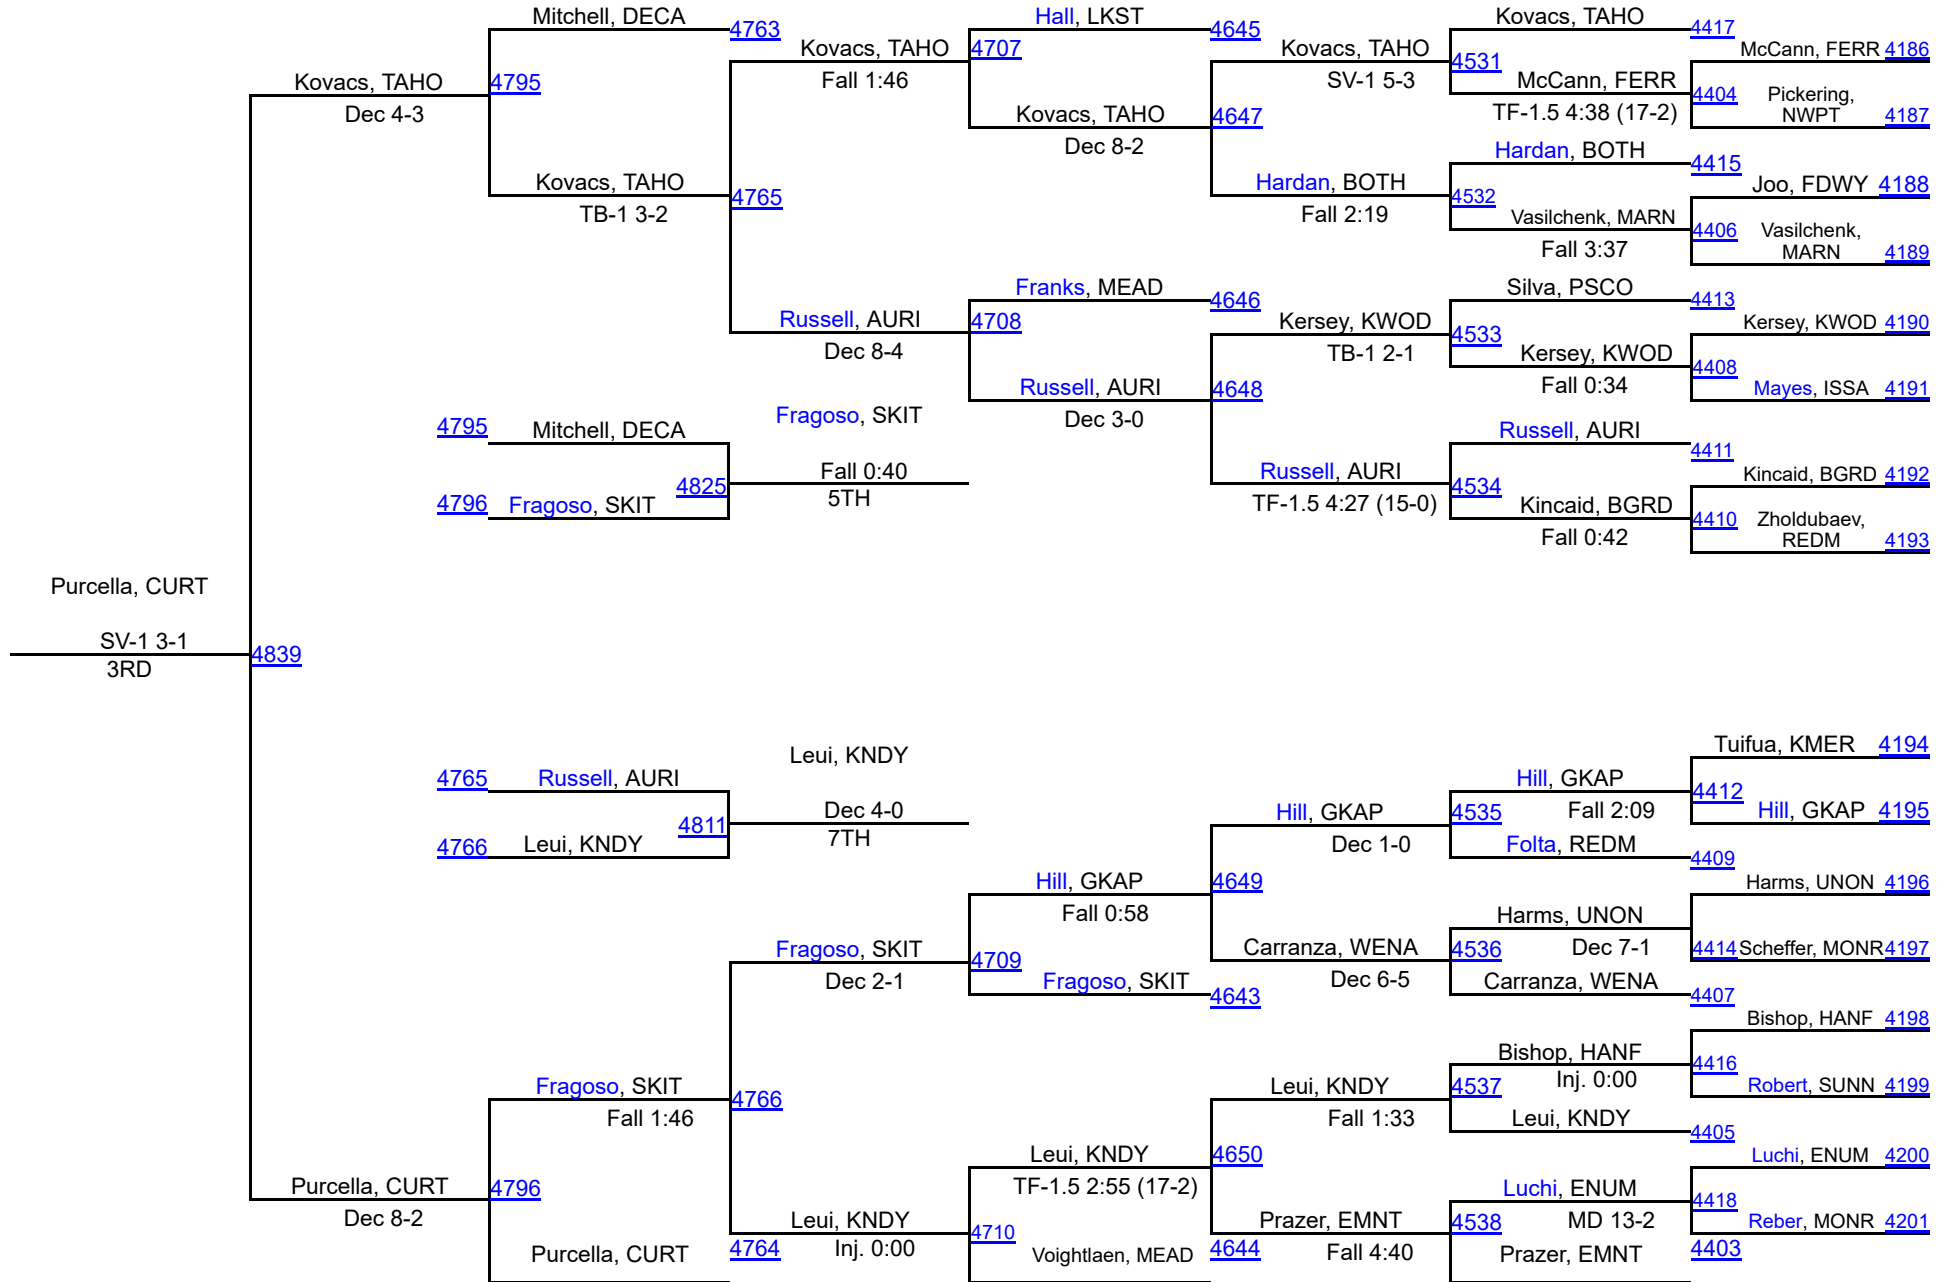 Mitchell, DECA
4763
Hall, LKST
4645
Kovacs, TAHO
4417
Kovacs, TAHO
4707
Kovacs, TAHO
4531
McCann, FERR 4186
Kovacs, TAHO
4795
Fall 1:46
SV-1 5-3
McCann, FERR
4404
Pickering,
NWPT 4187
Dec 4-3
Kovacs, TAHO
4647
TF-1.5 4:38 (17-2)
Dec 8-2
Hardan, BOTH
4415
Kovacs, TAHO
4765
Hardan, BOTH
4532
Joo, FDWY 4188
TB-1 3-2
Fall 2:19
Vasilchenk, MARN
4406
Vasilchenk,
MARN 4189
Fall 3:37
Franks, MEAD
4646
Silva, PSCO
4413
Russell, AURI
4708
Kersey, KWOD
4533
Kersey, KWOD 4190
Dec 8-4
TB-1 2-1
Kersey, KWOD
4408
Russell, AURI
4648
Fall 0:34
Mayes, ISSA 4191
Fragoso, SKIT
Dec 3-0
4795
Mitchell, DECA
Russell, AURI
4411
Fall 0:40
Russell, AURI
4534
Kincaid, BGRD 4192
4825
5TH
4796
Fragoso, SKIT
TF-1.5 4:27 (15-0)
Kincaid, BGRD
4410
Zholdubaev,
REDM 4193
Fall 0:42
Purcella, CURT
SV-1 3-1
4839
3RD
Leui, KNDY
Tuifua, KMER 4194
4765
Russell, AURI
Hill, GKAP
4412
Dec 4-0
Hill, GKAP
4535
Fall 2:09
Hill, GKAP 4195
4811
7TH
4766
Leui, KNDY
Dec 1-0
Folta, REDM
4409
Hill, GKAP
4649
Harms, UNON 4196
Fall 0:58
Harms, UNON
Fragoso, SKIT
4709
Carranza, WENA
4536
Dec 7-1
4414
Scheffer, MONR 4197
Dec 2-1
Fragoso, SKIT
4643
Dec 6-5
Carranza, WENA
4407
Bishop, HANF 4198
Bishop, HANF
4416
Fragoso, SKIT
4766
Leui, KNDY
4537
Inj. 0:00
Robert, SUNN 4199
Fall 1:46
Fall 1:33
Leui, KNDY
4405
Leui, KNDY
4650
Luchi, ENUM 4200
Purcella, CURT
4796
TF-1.5 2:55 (17-2)
Luchi, ENUM
4418
Dec 8-2
Leui, KNDY
4710
Prazer, EMNT
4538
MD 13-2
Reber, MONR 4201
Purcella, CURT
4764
Inj. 0:00
Voightlaen, MEAD
4644
Fall 4:40
Prazer, EMNT
4403